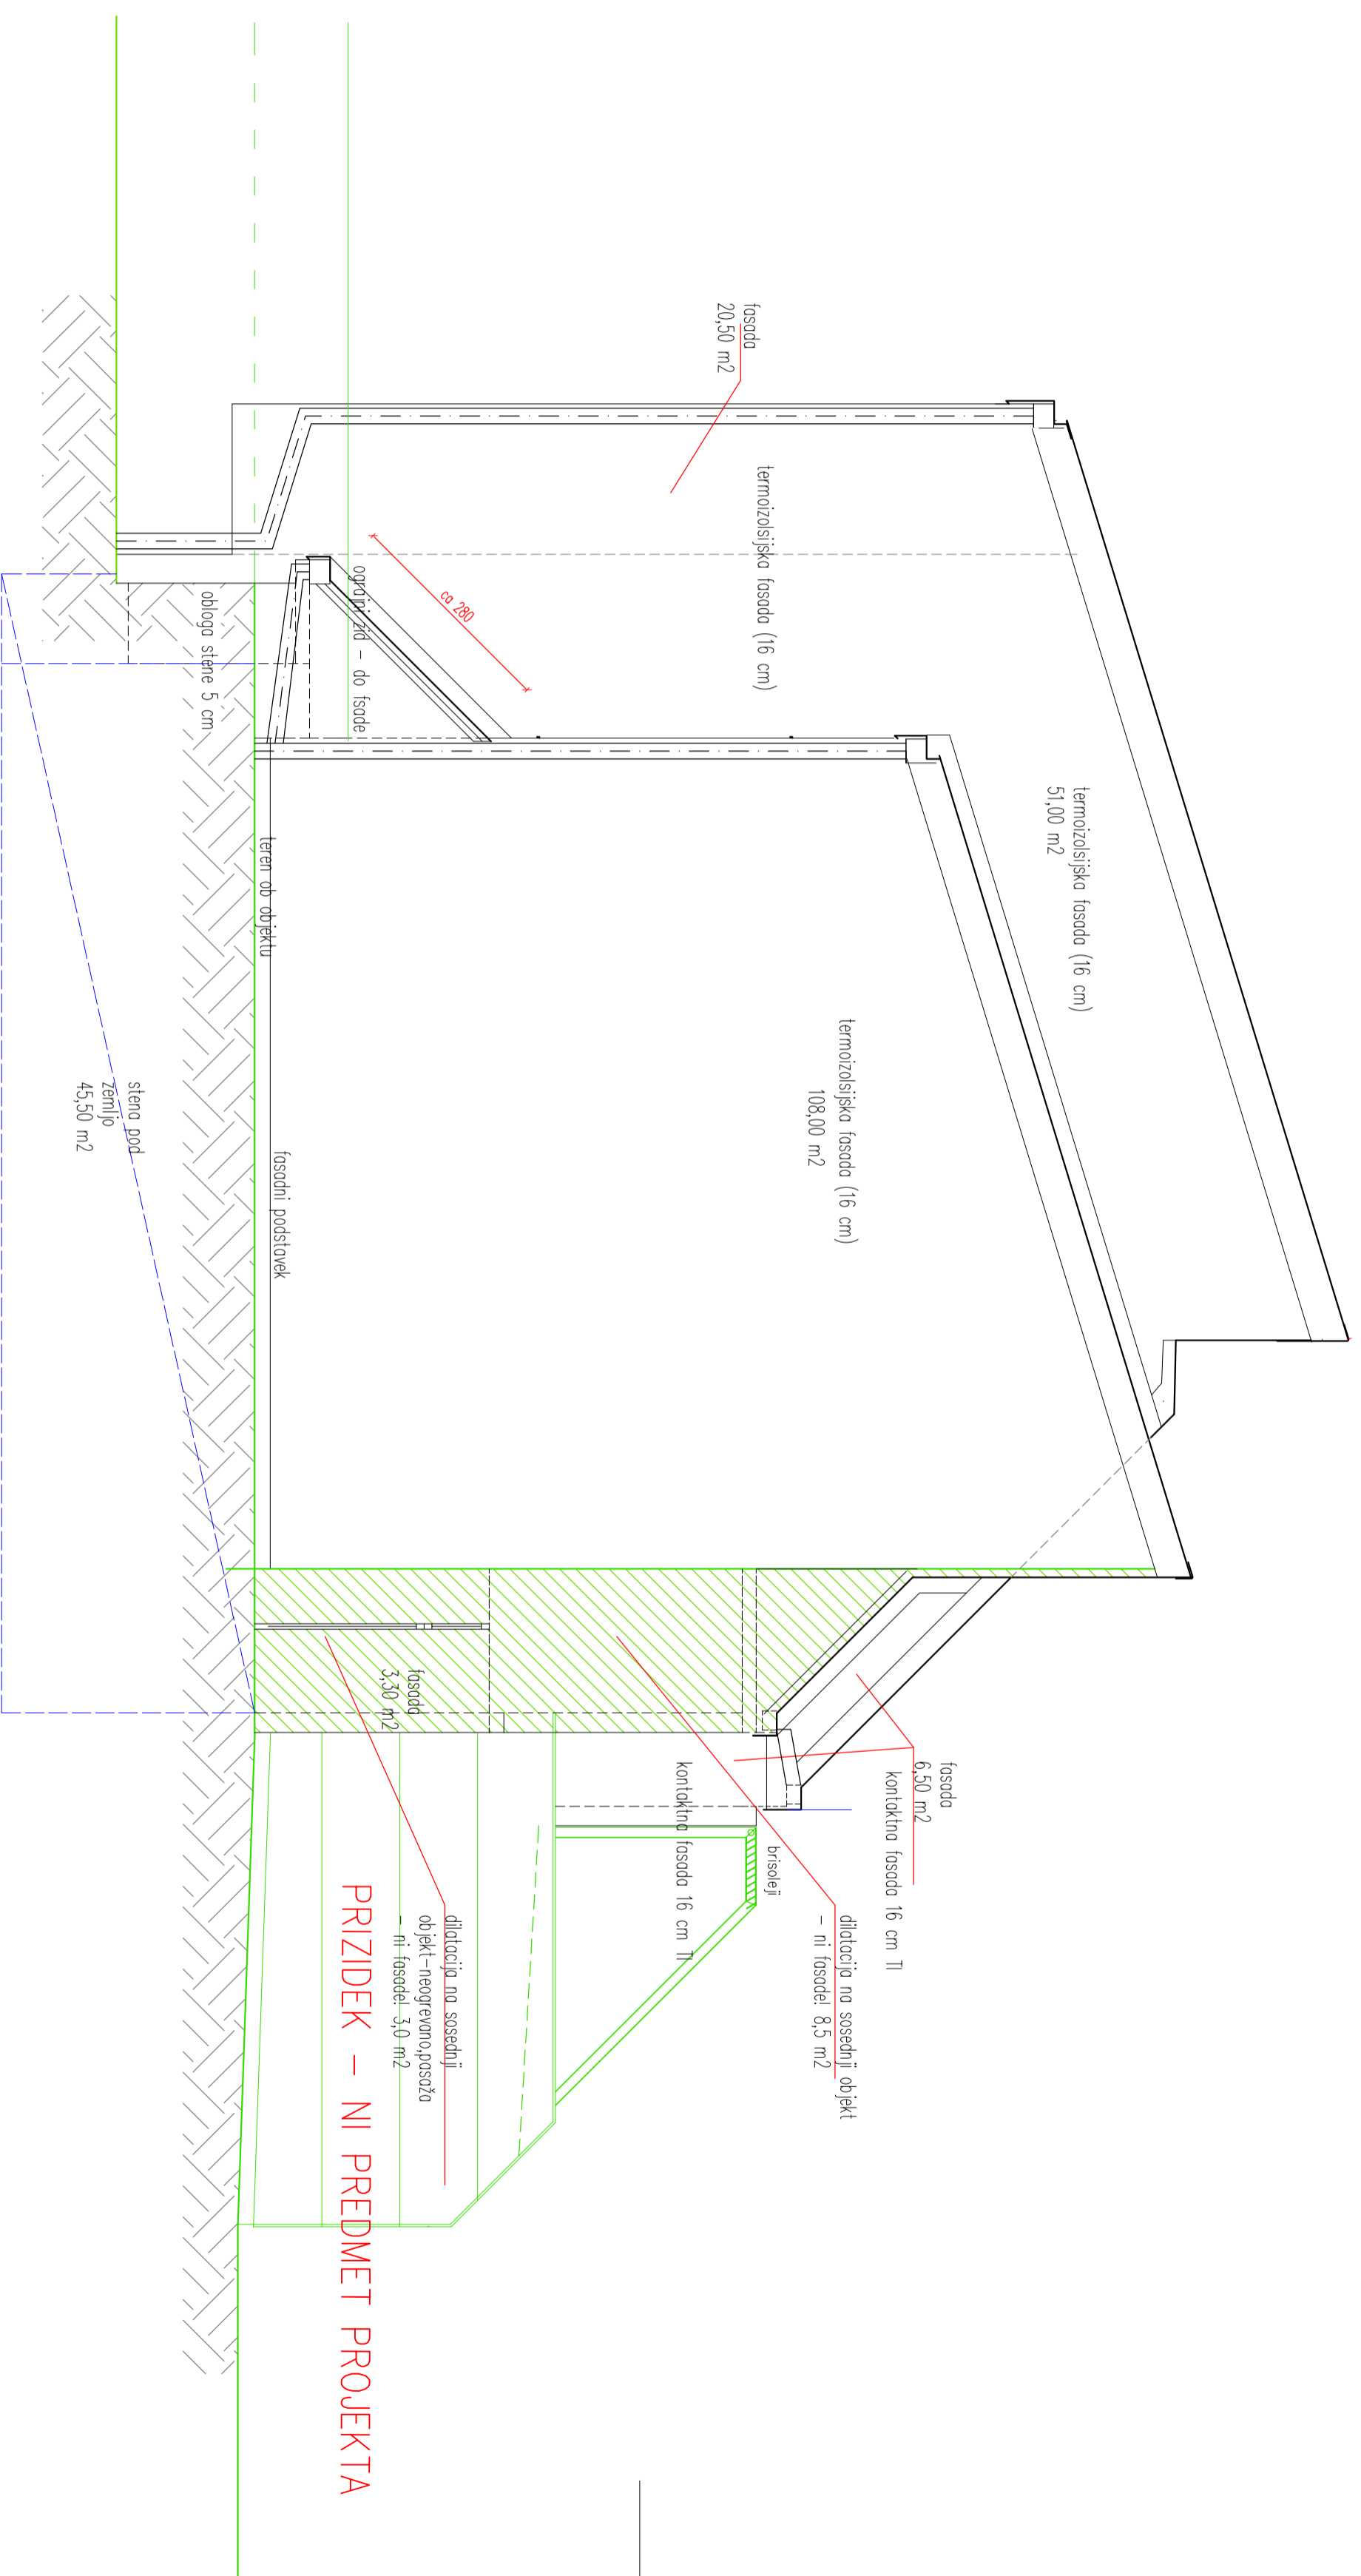 fasada
20,50 m2
termoizolsijska fasada (16 cm)
termoizolsijska fasada (16 cm)
51,00 m2
ca 280
ograjni zid - do fsade
obloga stene 5 cm
termoizolsijska fasada (16 cm)
108,00 m2
teren ob objektu
fasadni podstavek
stena pod
zemljo
45,50 m2
fasada
3,30 m2
fasada
6,50 m2
kontaktna fasada 16 cm TI
kontaktna fasada 16 cm TI
brisoleji
dilatacija na sosednji objekt
- ni fasade! 8,5 m2
dilatacija na sosednji
objekt-neogrevano,pasaža
- ni fasade! 3,0 m2
PRIZIDEK - NI PREDMET PROJEKTA